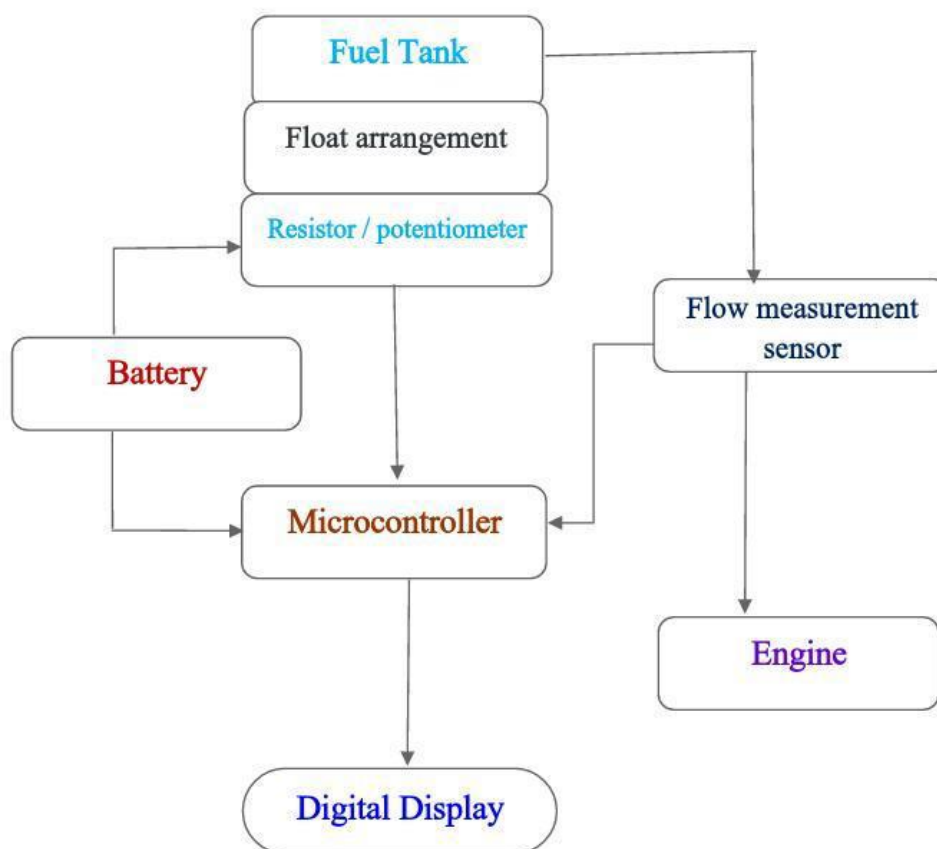 Fuel Tank
Float arrangement
Resistor / potentiometer
Flow measurement
sensor
Battery
Microcontroller
Engine
Digital Display